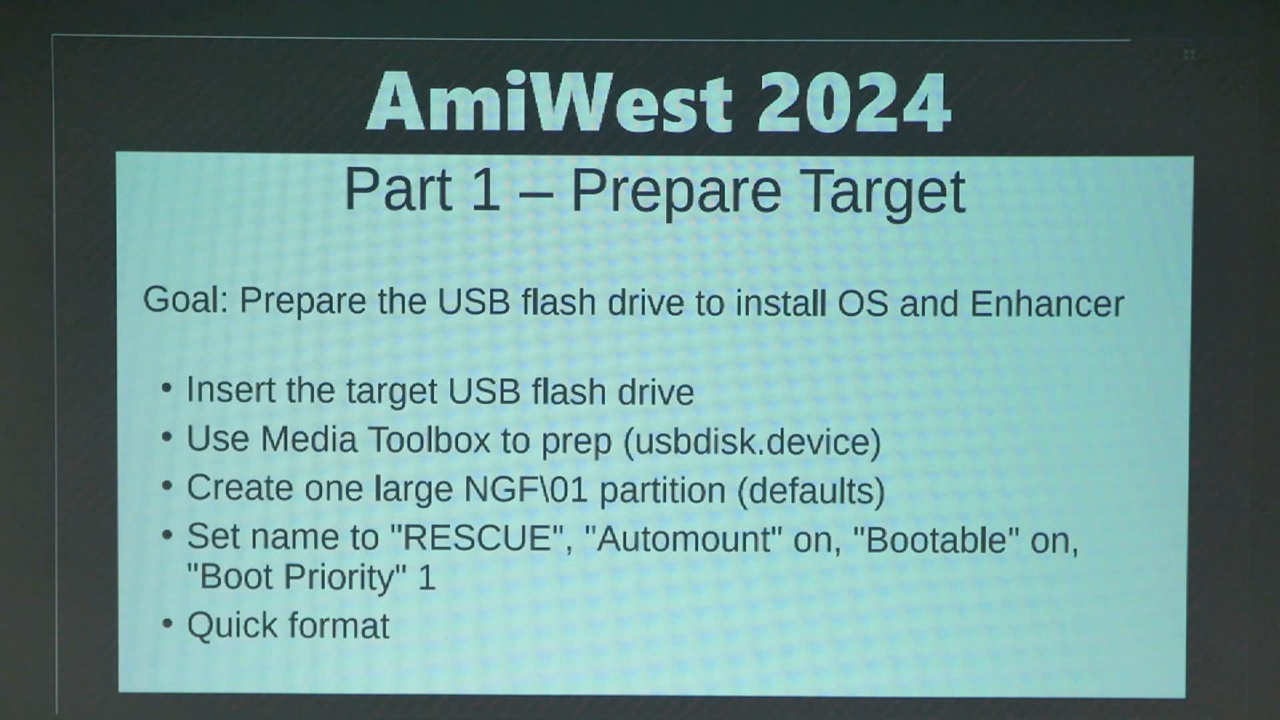 AmiWest 2024
Part 1 – Prepare Target
Goal: Prepare the USB flash drive to install OS and Enhancer
• Insert the target USB flash drive
• Use Media Toolbox to prep (usbdisk.device)
• Create one large NGF\01 partition (defaults)
• Set name to "RESCUE", "Automount" on, "Bootable" on,
"Boot Priority" 1
• Quick format